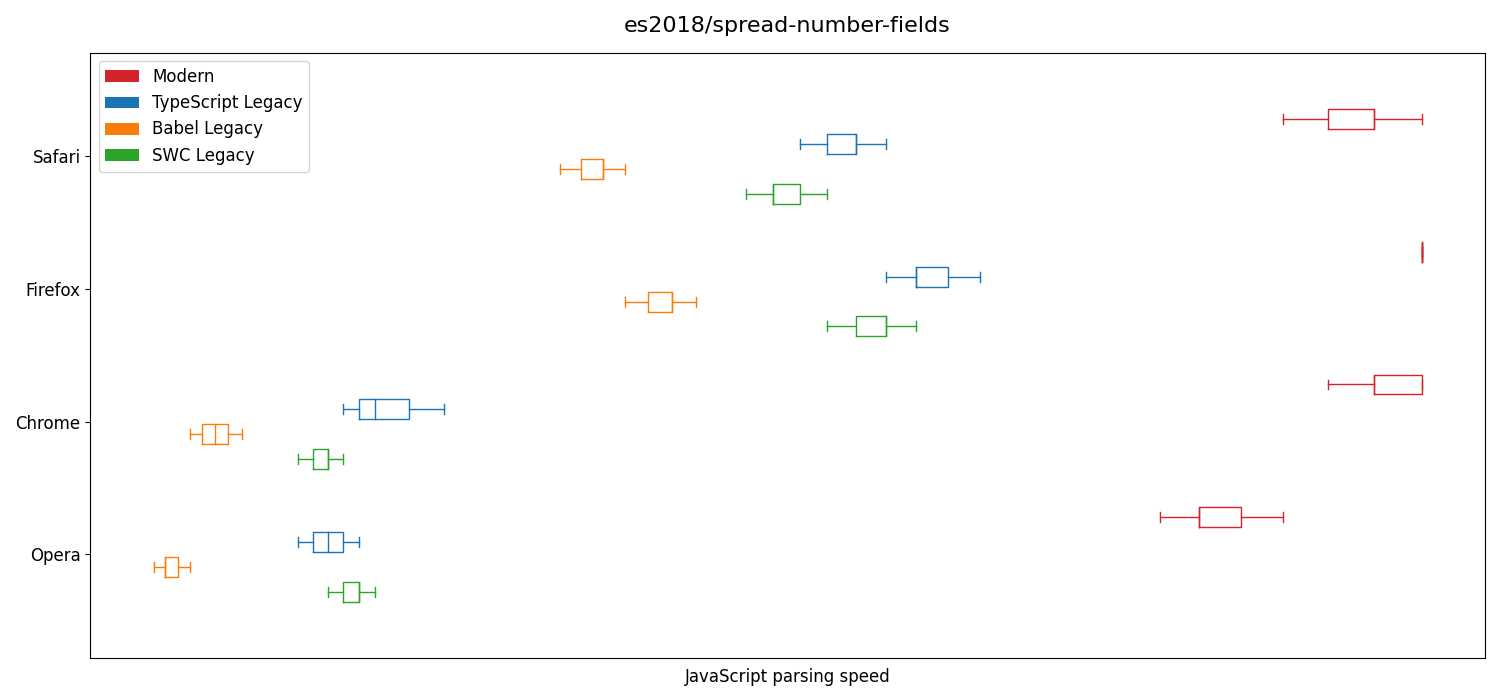 es2018/spread-number-fields
Modern
TypeScript Legacy
Babel Legacy
SWC Legacy
Safari
Firefox
Chrome
Opera
JavaScript parsing speed